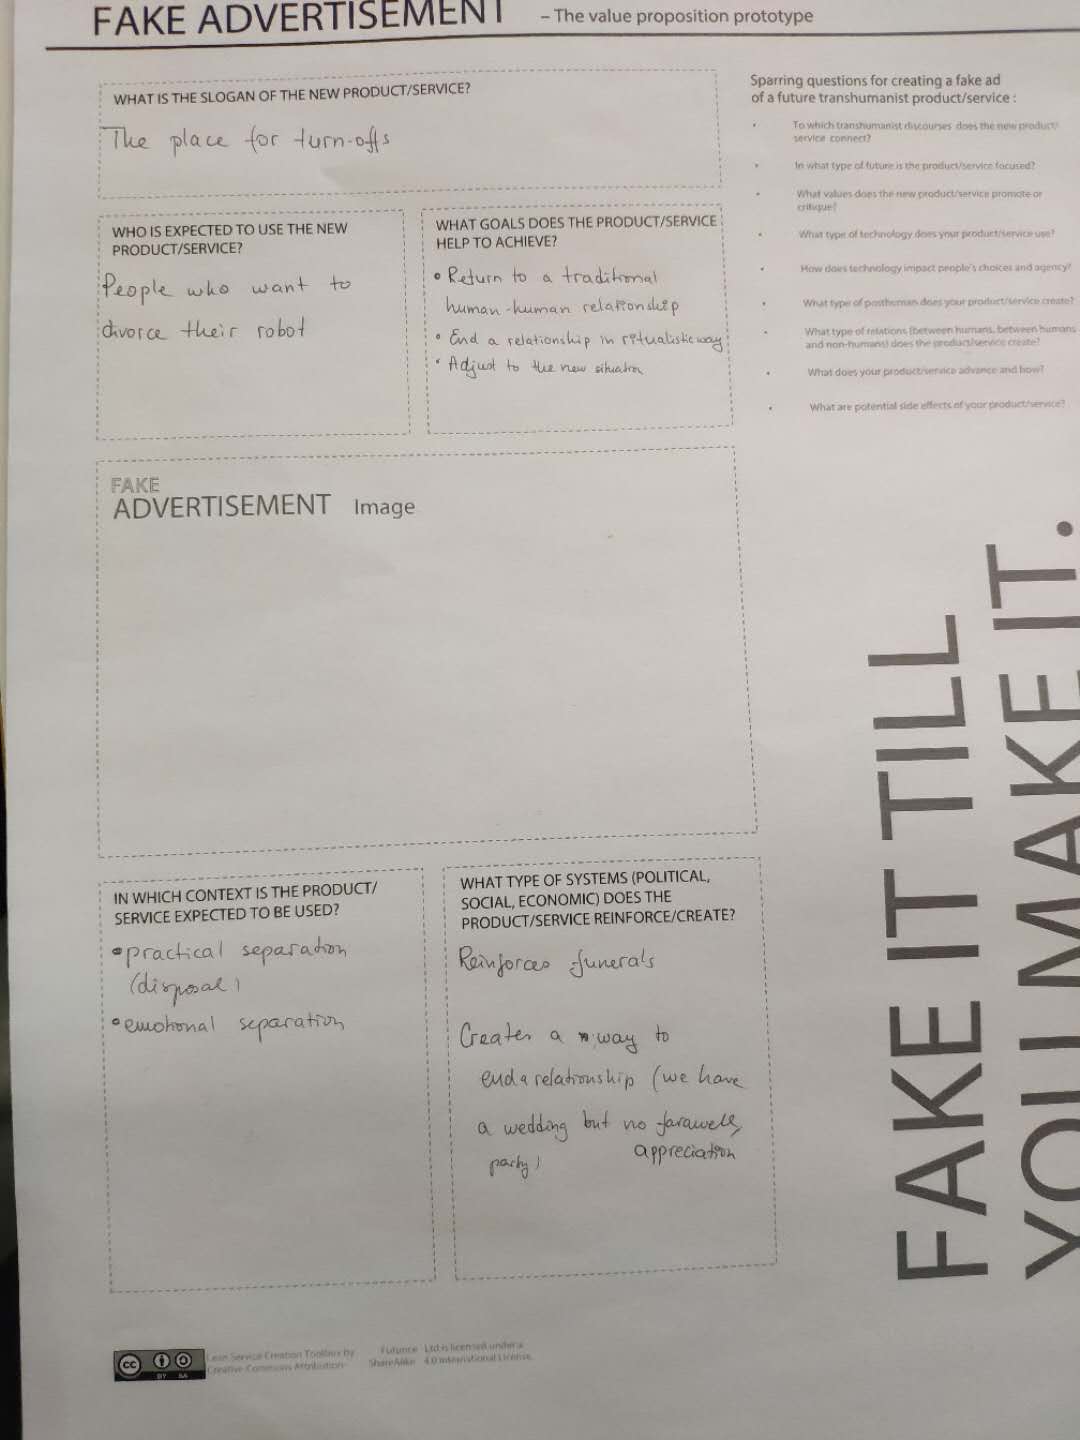 FAKE ADVERTISEMENT – The value proposition prototype
WHAT IS THE SLOGAN OF THE NEW PRODUCT/SERVICE?
The place for turn-offs
WHO IS EXPECTED TO USE THE NEW
PRODUCT/SERVICE?
People who want to
divorce their robot
WHAT GOALS DOES THE PRODUCT/SERVICE
HELP TO ACHIEVE?
• Return to a traditional
human-human relationship
• End a relationship in ritualistic way
• Adjust to the new situation
FAKE
ADVERTISEMENT Image
IN WHICH CONTEXT IS THE PRODUCT/
SERVICE EXPECTED TO BE USED?
• practical separation
(disposal)
• emotional separation
WHAT TYPE OF SYSTEMS (POLITICAL,
SOCIAL, ECONOMIC) DOES THE
PRODUCT/SERVICE REINFORCE/CREATE?
Reinforces funerals
Creates a way to
end a relationship (we have
a wedding but no farawell,
party) appreciation
Sparring questions for creating a fake ad
of a future transhumanist product/service :
• To which transhumanist discourses does the new product/
service connect?
• In what type of future is the product/service focused?
• What values does the new product/service promote or
critique?
• What type of technology does your product/service use?
• How does technology impact people's choices and agency?
• What type of posthuman does your product/service create?
• What type of relations (between humans, between humans
and non-humans) does the product/service create?
• What does your product/service advance and how?
• What are potential side effects of your product/service?
FAKE IT TILL
YOU MAKE IT.
cc BY SA
Lean Service Creation Toolbox by Futurice Ltd is licensed under a
Creative Commons Attribution- ShareAlike 4.0 International License.